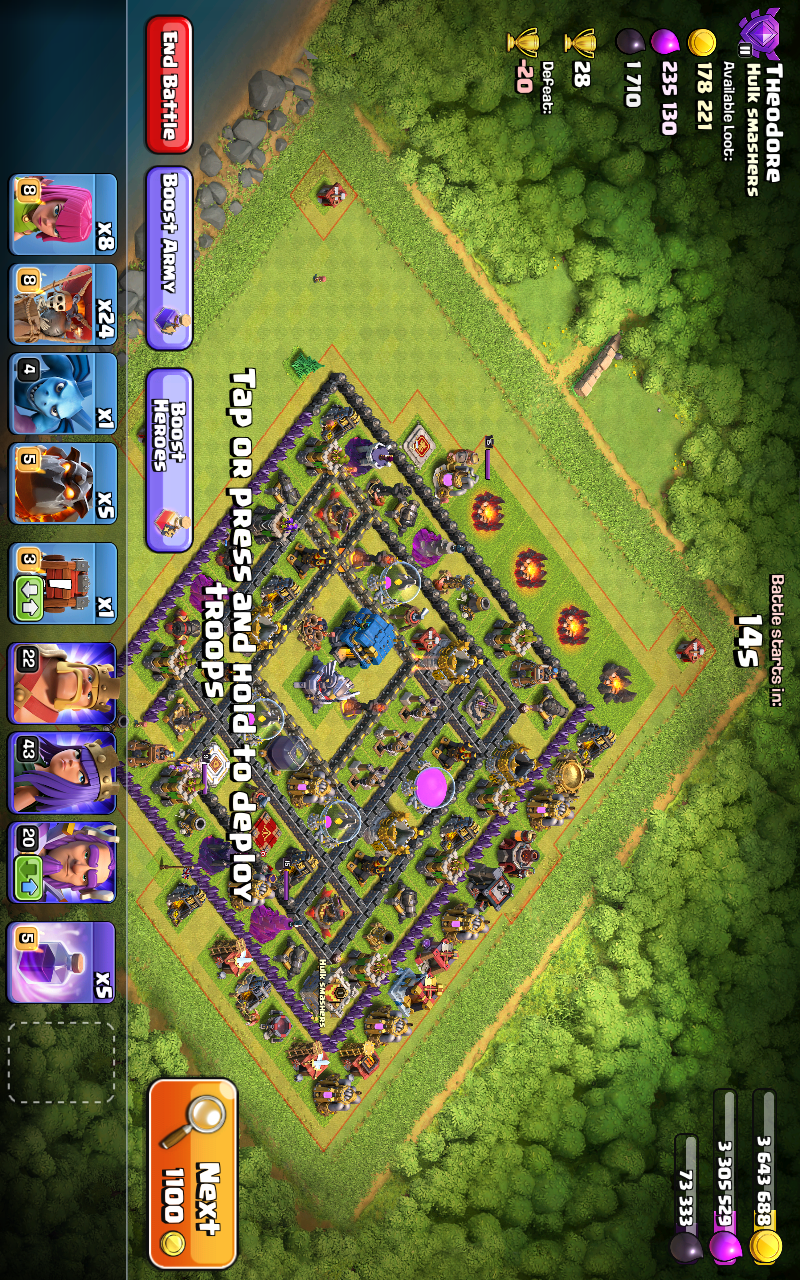 Theodore
Hulk smashers
Available Loot:
178 221
235 130
1 710
28
Defeat:
-20
Battle starts in:
14s
3 643 688
3 305 529
73 333
Tap or press and hold to deploy
troops
Hulk smashers
End Battle
Boost Army
Boost
Heroes
Next
1100
x8
8
x24
8
x1
4
x5
5
x1
3
22
43
20
x5
5